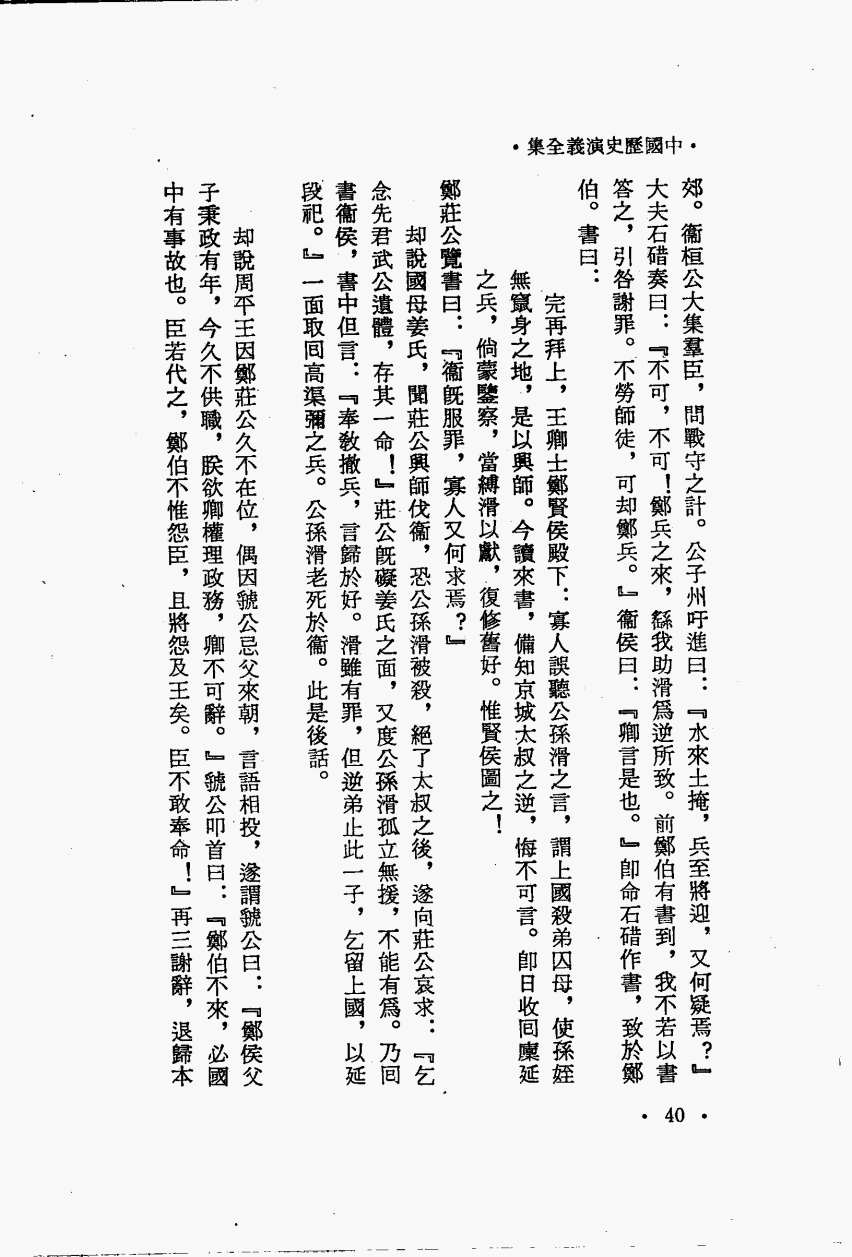 •中國歷史演義全集•
郊。衞桓公大集羣臣，問戰守之計。公子州吁進曰：『水來土掩，兵至將迎，又何疑焉？』
大夫石碏奏曰：『不可，不可！鄭兵之來，繇我助滑爲逆所致。前鄭伯有書到，我不若以書
答之，引咎謝罪。不勞師徒，可却鄭兵。』衞侯曰：『卿言是也。』卽命石碏作書，致於鄭
伯。書曰：
完再拜上，王卿士鄭賢侯殿下：寡人誤聽公孫滑之言，謂上國殺弟囚母，使孫姪
無竄身之地，是以興師。今讀來書，備知京城太叔之逆，悔不可言。卽日收囘廩延
之兵，倘蒙鑒察，當縛滑以獻，復修舊好。惟賢侯圖之！
鄭莊公覽書曰：『衞旣服罪，寡人又何求焉？』
却說國母姜氏，聞莊公興師伐衞，恐公孫滑被殺，絕了太叔之後，遂向莊公哀求：『乞
念先君武公遺體，存其一命！』莊公旣礙姜氏之面，又度公孫滑孤立無援，不能有爲。乃囘
書衞侯，書中但言：『奉敎撤兵，言歸於好。滑雖有罪，但逆弟止此一子，乞留上國，以延
段祀。』一面取囘高渠彌之兵。公孫滑老死於衞。此是後話。
却說周平王因鄭莊公久不在位，偶因虢公忌父來朝，言語相投，遂謂虢公曰：『鄭侯父
子秉政有年，今久不供職，朕欲卿權理政務，卿不可辭。』虢公叩首曰：『鄭伯不來，必國
中有事故也。臣若代之，鄭伯不惟怨臣，且將怨及王矣。臣不敢奉命！』再三謝辭，退歸本
•40•